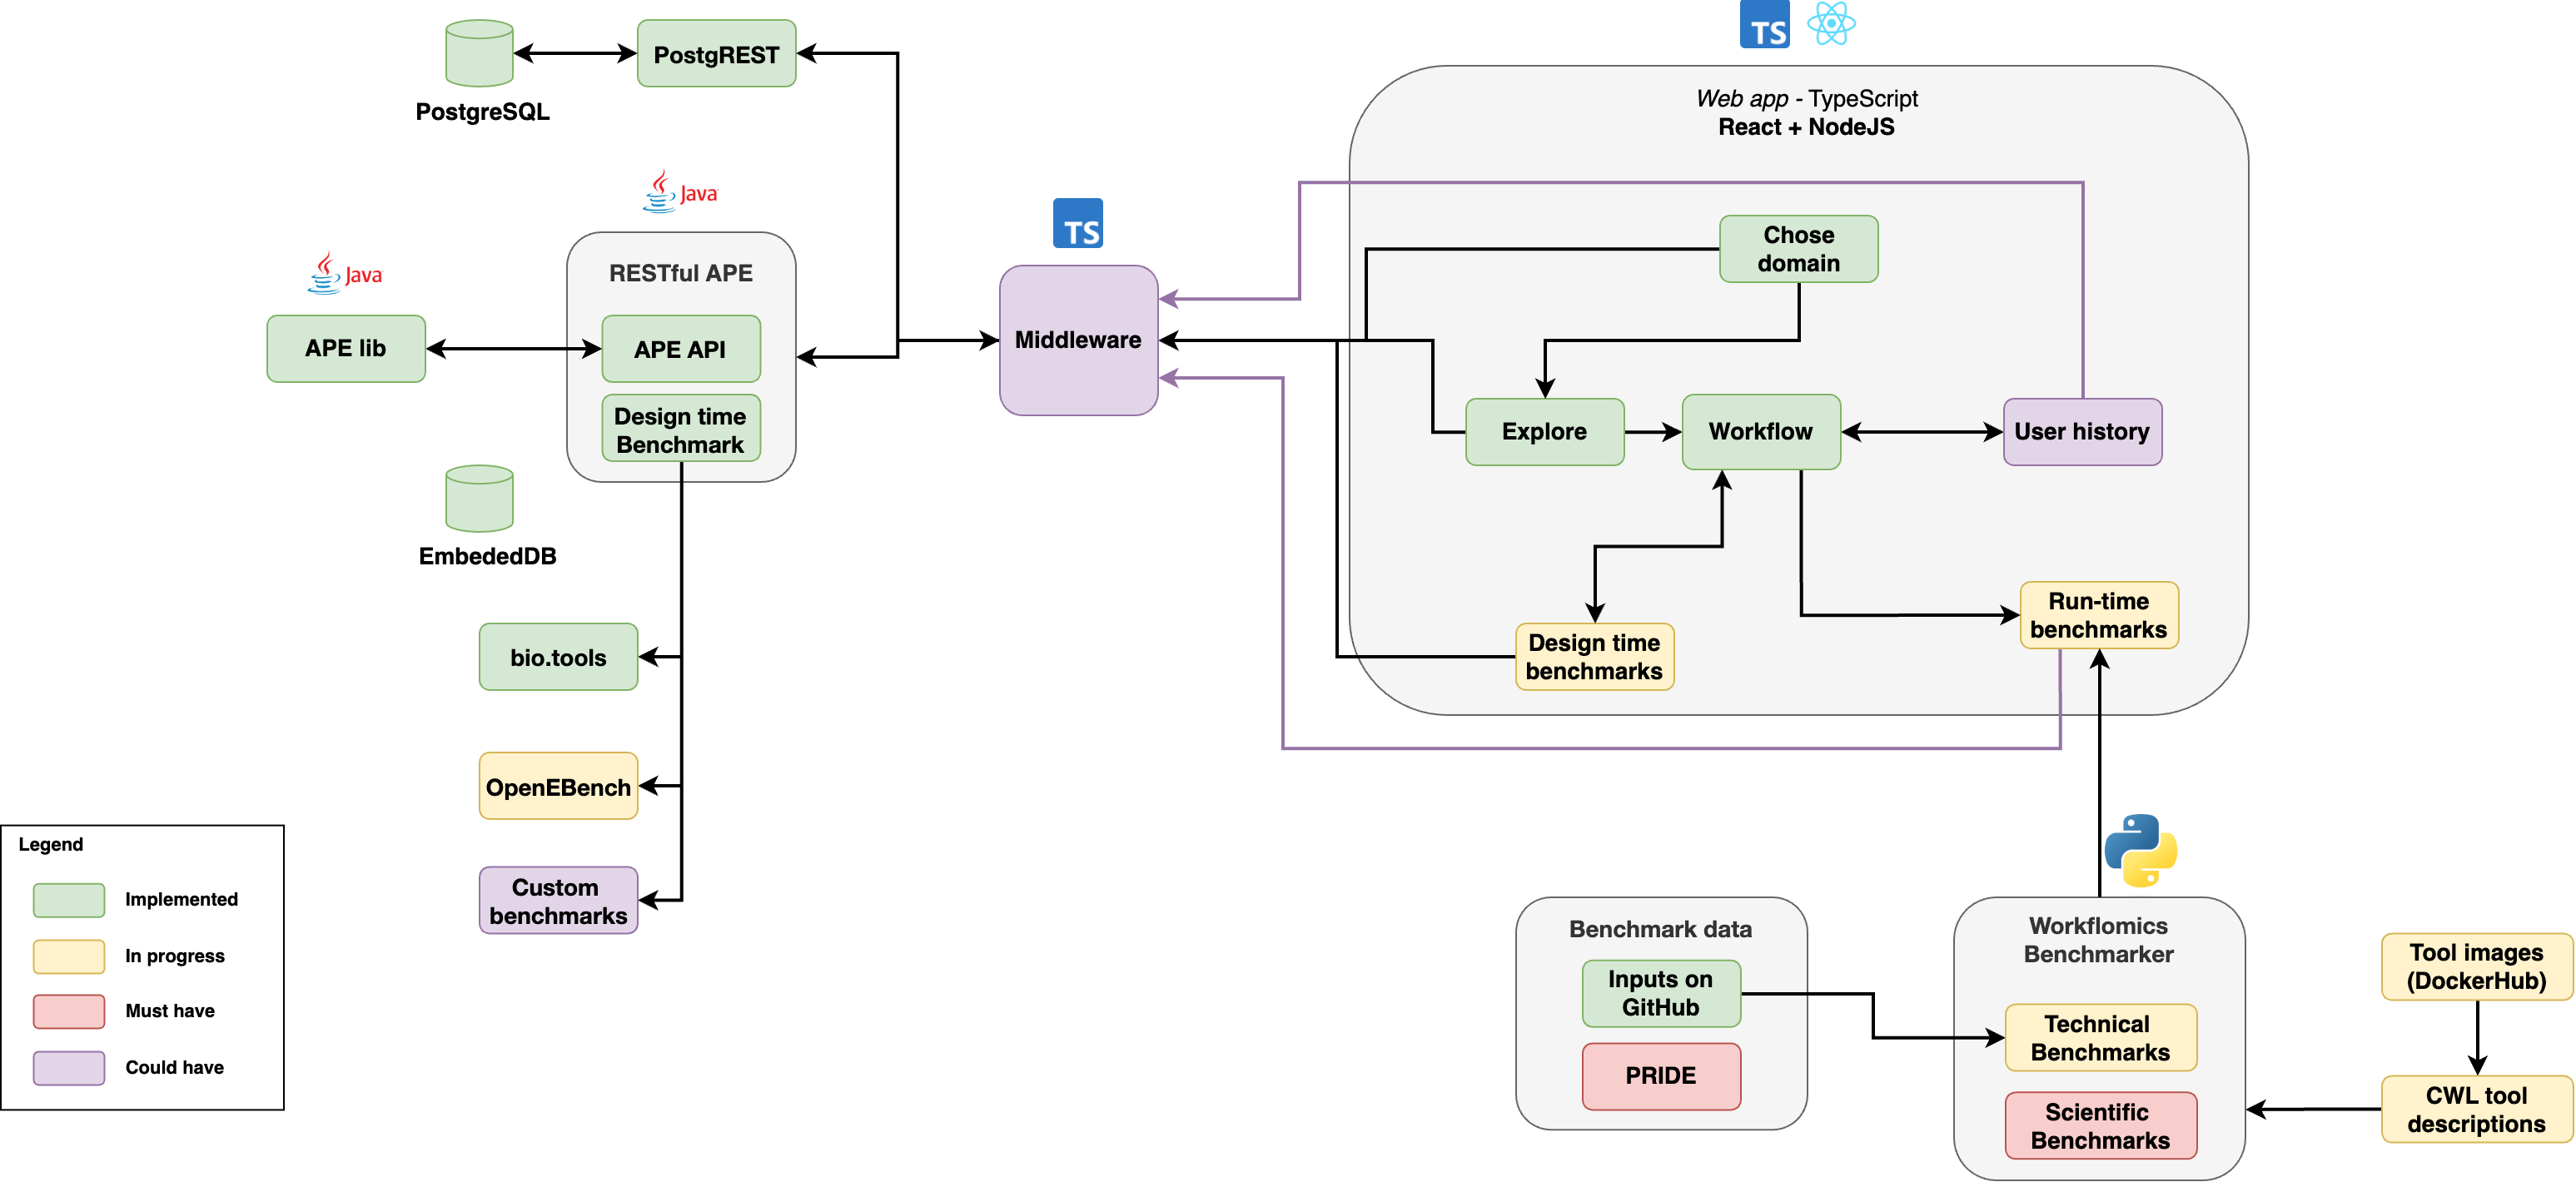 TS
Web app - TypeScript
React + NodeJS
PostgREST
PostgreSQL
Java
RESTful APE
Java
APE lib
APE API
Design time
Benchmark
EmbededDB
bio.tools
OpenEBench
Custom
benchmarks
TS
Middleware
Chose
domain
Explore
Workflow
User history
Design time
benchmarks
Run-time
benchmarks
Benchmark data
Inputs on
GitHub
PRIDE
Workflomics
Benchmarker
Technical
Benchmarks
Scientific
Benchmarks
Tool images
(DockerHub)
CWL tool
descriptions
Legend
Implemented
In progress
Must have
Could have